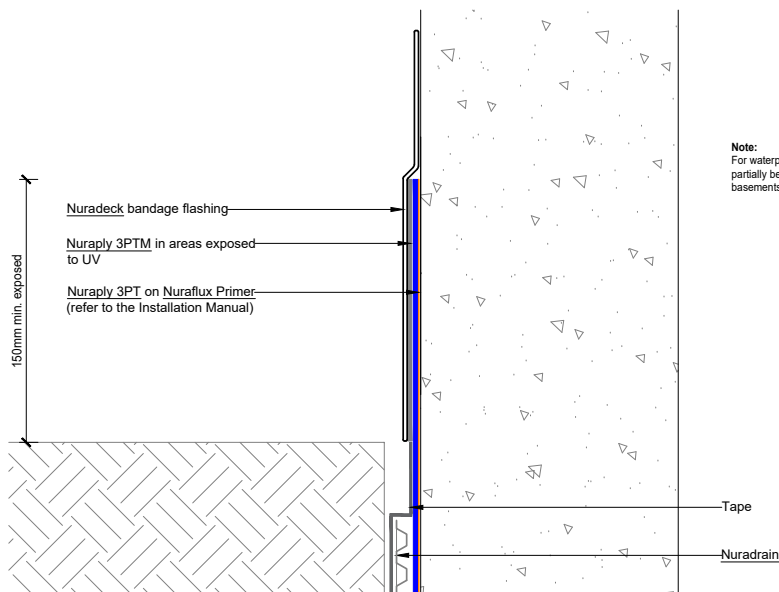 Note:
For waterp
partially be
basements
Nuradeck bandage flashing
Nuraply 3PTM in areas exposed
to UV
Nuraply 3PT on Nuraflux Primer
(refer to the Installation Manual)
150mm min. exposed
Tape
Nuradrain